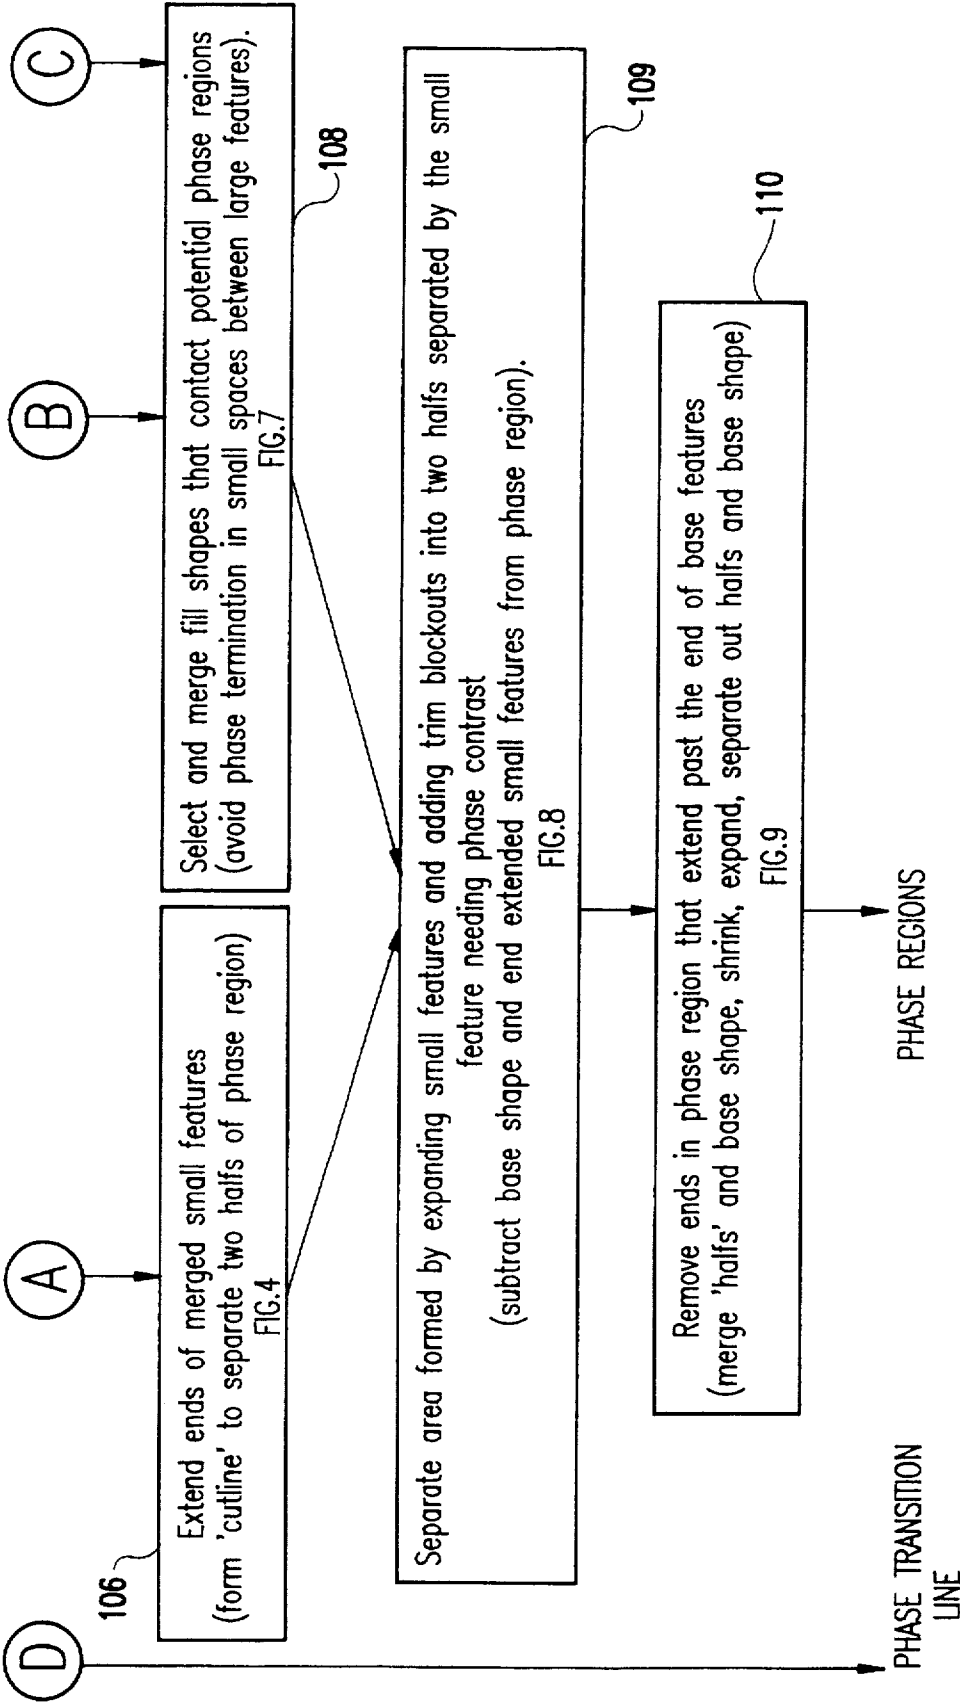 D
A
B
C
106
Extend ends of merged small features
(form 'cutline' to separate two halfs of phase region)
FIG.4
Select and merge fill shapes that contact potential phase regions
(avoid phase termination in small spaces between large features).
FIG.7
108
Separate area formed by expanding small features and adding trim blockouts into two halfs separated by the small
feature needing phase contrast
(subtract base shape and end extended small features from phase region).
FIG.8
109
Remove ends in phase region that extend past the end of base features
(merge 'halfs' and base shape, shrink, expand, separate out halfs and base shape)
FIG.9
110
PHASE TRANSITION
LINE
PHASE REGIONS